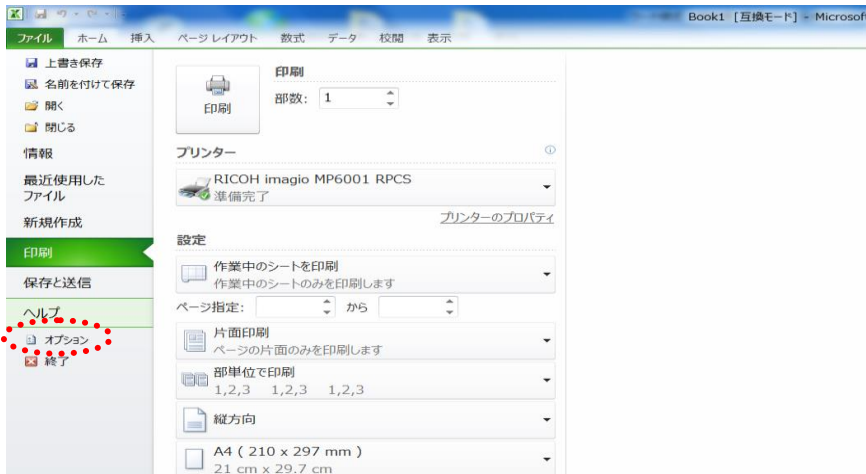 Book1 [互換モード] - Microsoft
ファイル ホーム 挿入 ページ レイアウト 数式 データ 校閲 表示
上書き保存
名前を付けて保存
開く
閉じる
情報
最近使用した
ファイル
新規作成
印刷
保存と送信
ヘルプ
オプション
終了
印刷
印刷
部数: 1
プリンター
RICOH imagio MP6001 RPCS
準備完了
プリンターのプロパティ
設定
作業中のシートを印刷
作業中のシートのみを印刷します
ページ指定: から
片面印刷
ページの片面のみを印刷します
部単位で印刷
1,2,3 1,2,3 1,2,3
縦方向
A4 ( 210 x 297 mm )
21 cm x 29.7 cm